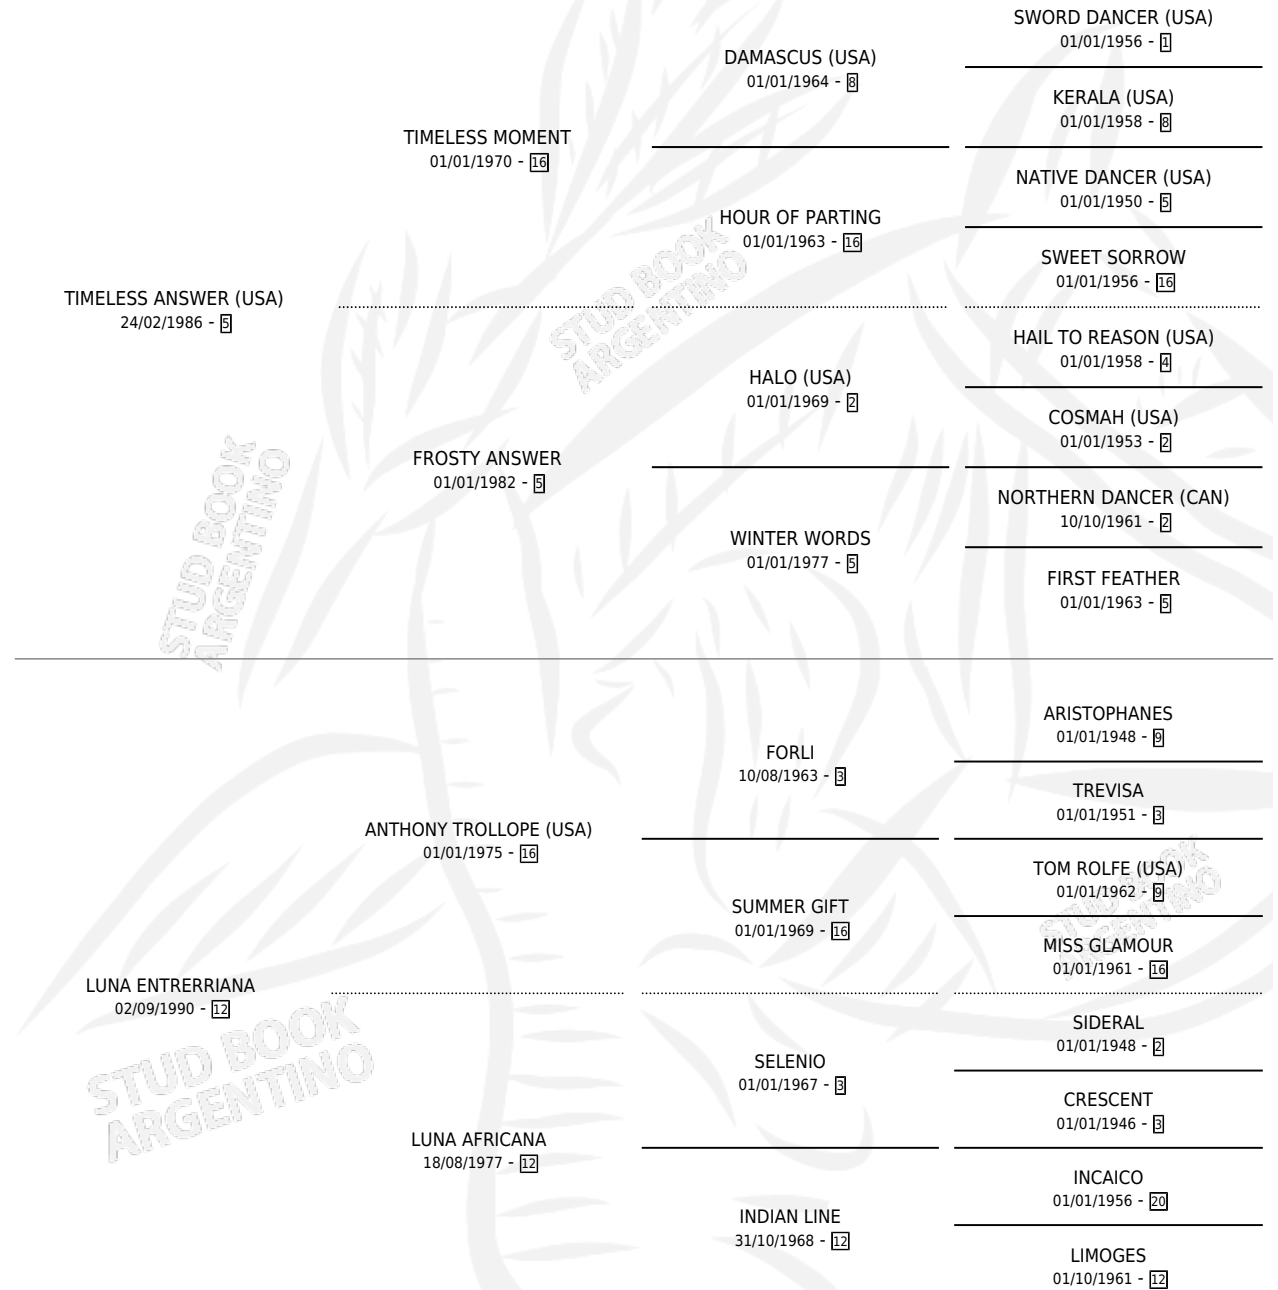 SWORD DANCER (USA)
01/01/1956 - 1
DAMASCUS (USA)
01/01/1964 - 8
KERALA (USA)
01/01/1958 - 8
TIMELESS MOMENT
01/01/1970 - 16
NATIVE DANCER (USA)
01/01/1950 - 5
HOUR OF PARTING
01/01/1963 - 16
SWEET SORROW
01/01/1956 - 16
TIMELESS ANSWER (USA)
24/02/1986 - 5
HAIL TO REASON (USA)
01/01/1958 - 4
HALO (USA)
01/01/1969 - 2
COSMAH (USA)
01/01/1953 - 2
FROSTY ANSWER
01/01/1982 - 5
NORTHERN DANCER (CAN)
10/10/1961 - 2
WINTER WORDS
01/01/1977 - 5
FIRST FEATHER
01/01/1963 - 5
ARISTOPHANES
01/01/1948 - 9
FORLI
10/08/1963 - 3
TREVISA
01/01/1951 - 3
ANTHONY TROLLOPE (USA)
01/01/1975 - 16
TOM ROLFE (USA)
01/01/1962 - 9
SUMMER GIFT
01/01/1969 - 16
MISS GLAMOUR
01/01/1961 - 16
LUNA ENTRERRIANA
02/09/1990 - 12
SIDERAL
01/01/1948 - 2
SELENIO
01/01/1967 - 3
CRESCENT
01/01/1946 - 3
LUNA AFRICANA
18/08/1977 - 12
INCAICO
01/01/1956 - 20
INDIAN LINE
31/10/1968 - 12
LIMOGES
01/10/1961 - 12
STUD BOOK
ARGENTINO
STUD BOOK
ARGENTINO
STUD BOOK
ARGENTINO
STUD BOOK
ARGENTINO